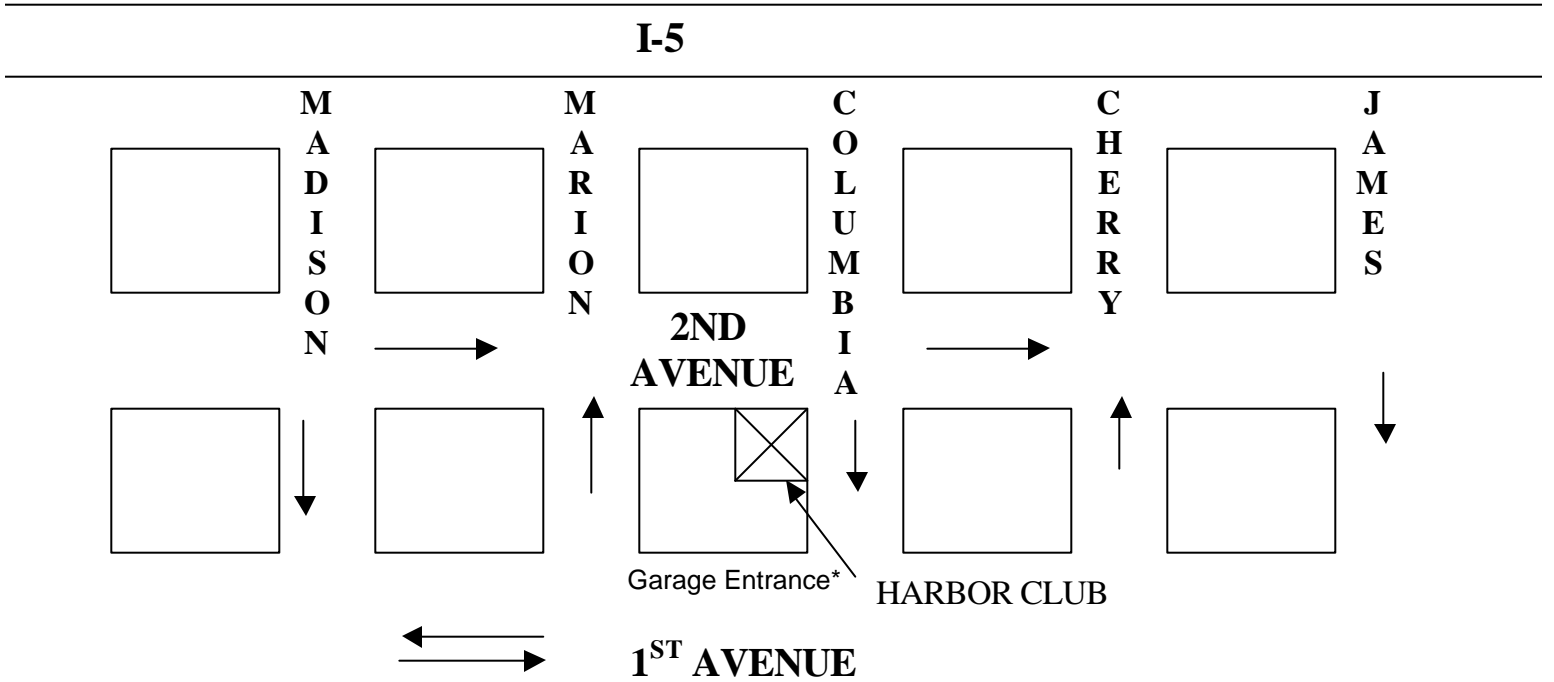 I-5
MADISON
MARION
COLUMBIA
CHERRY
JAMES
2ND
AVENUE
Garage Entrance*
HARBOR CLUB
1ST AVENUE